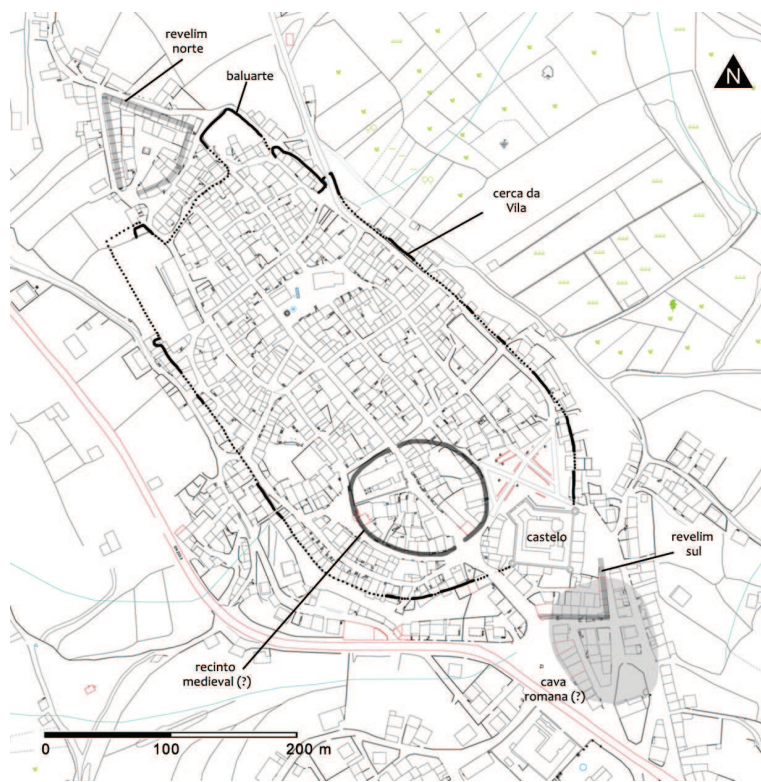 revelim
norte
baluarte
N
cerca da
Vila
castelo
revelim
sul
recinto
medieval (?)
cava
romana (?)
0 100 200 m